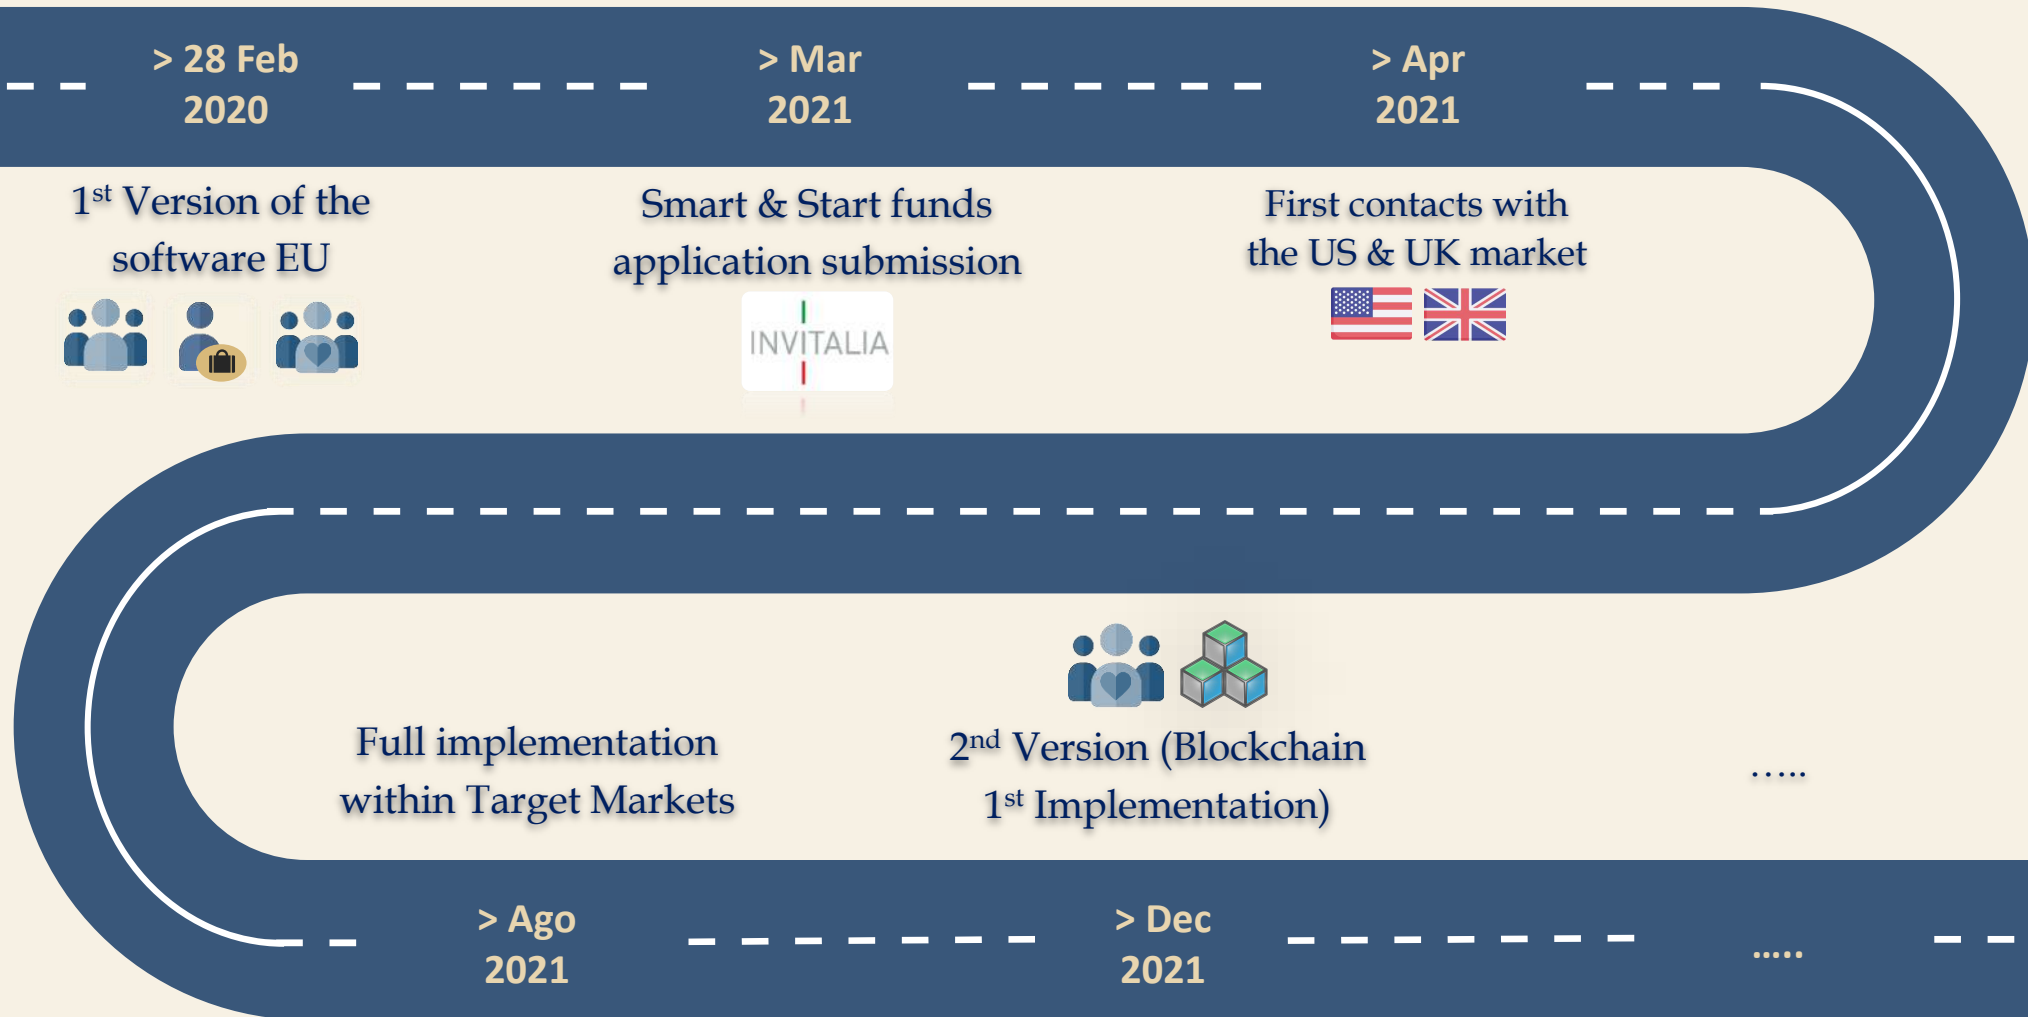 > 28 Feb
2020
> Mar
2021
> Apr
2021
1st Version of the
software EU
Smart & Start funds
application submission
INVITALIA
First contacts with
the US & UK market
Full implementation
within Target Markets
2nd Version (Blockchain
1st Implementation)
.....
> Ago
2021
> Dec
2021
.....